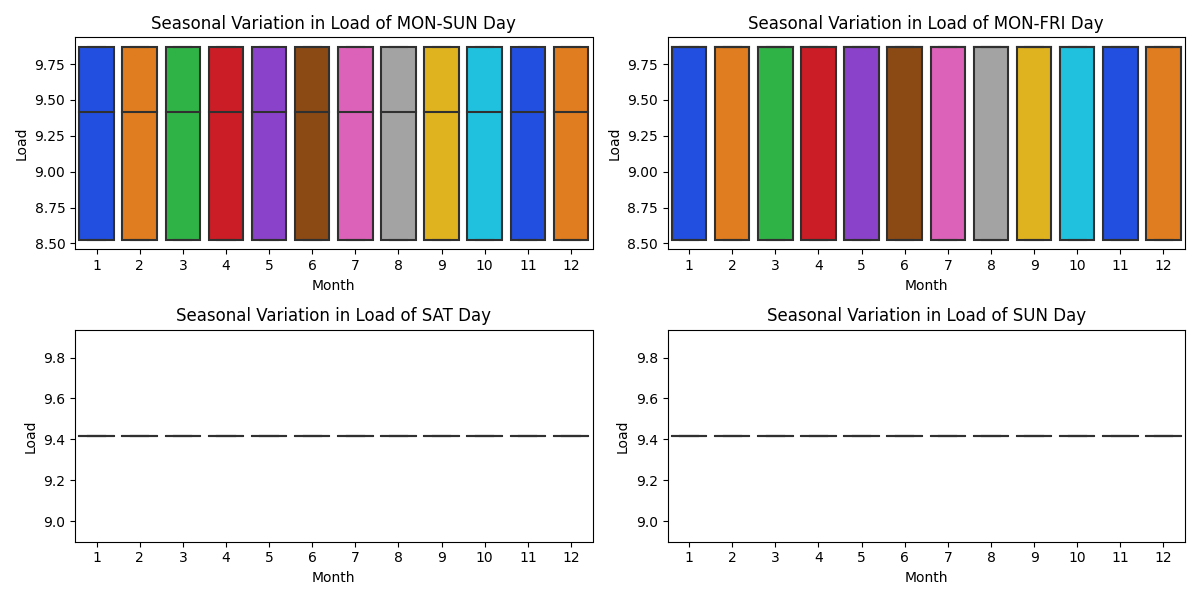 Seasonal Variation in Load of MON-SUN Day
9.75
9.50
9.25
9.00
8.75
8.50
Load
1 2 3 4 5 6 7 8 9 10 11 12
Month
Seasonal Variation in Load of MON-FRI Day
9.75
9.50
9.25
9.00
8.75
8.50
Load
1 2 3 4 5 6 7 8 9 10 11 12
Month
Seasonal Variation in Load of SAT Day
9.8
9.6
9.4
9.2
9.0
Load
1 2 3 4 5 6 7 8 9 10 11 12
Month
Seasonal Variation in Load of SUN Day
9.8
9.6
9.4
9.2
9.0
Load
1 2 3 4 5 6 7 8 9 10 11 12
Month